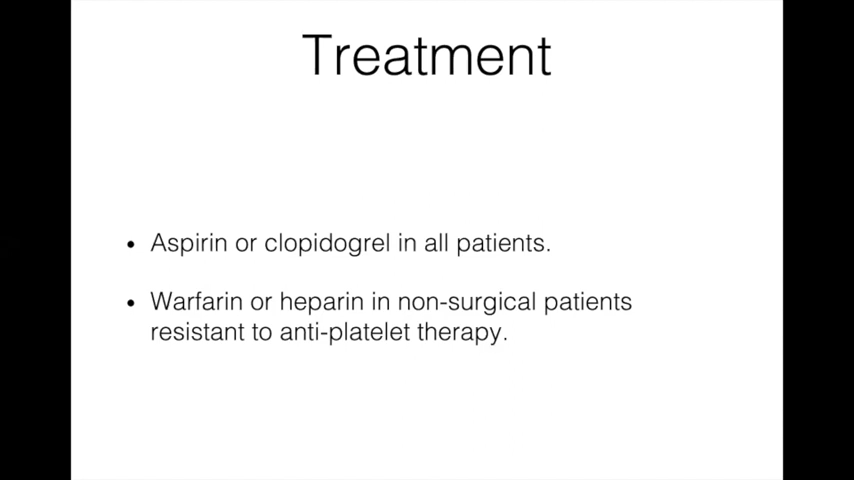 Treatment
• Aspirin or clopidogrel in all patients.
• Warfarin or heparin in non-surgical patients
resistant to anti-platelet therapy.